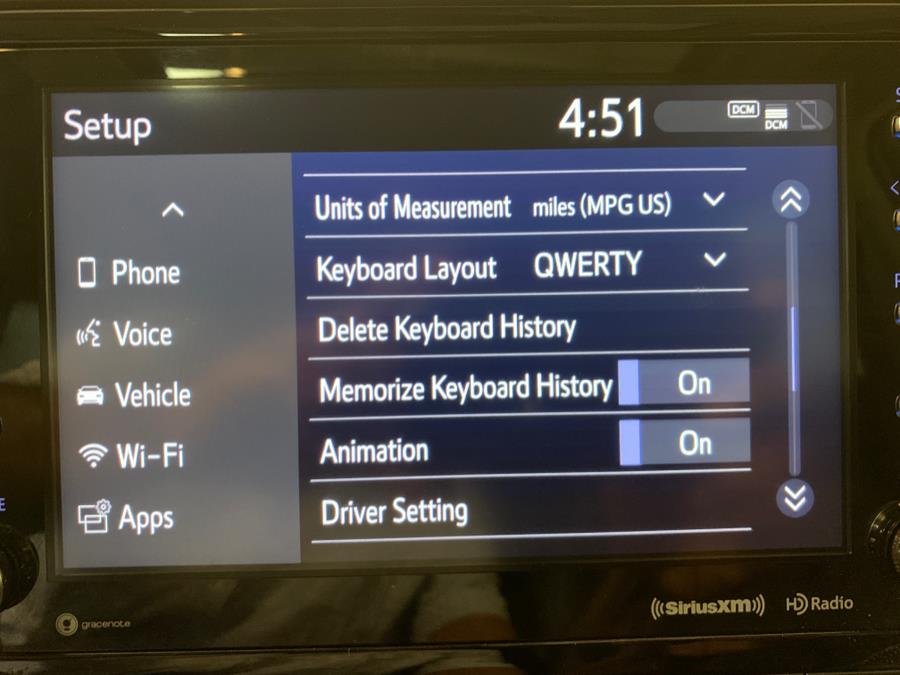 Setup
4:51
DCM
DCM
Units of Measurement miles (MPG US)
Phone
Keyboard Layout QWERTY
Voice
Delete Keyboard History
Vehicle
Memorize Keyboard History On
Wi-Fi
Animation On
Apps
Driver Setting
E
gracenote
SiriusXM
HD Radio